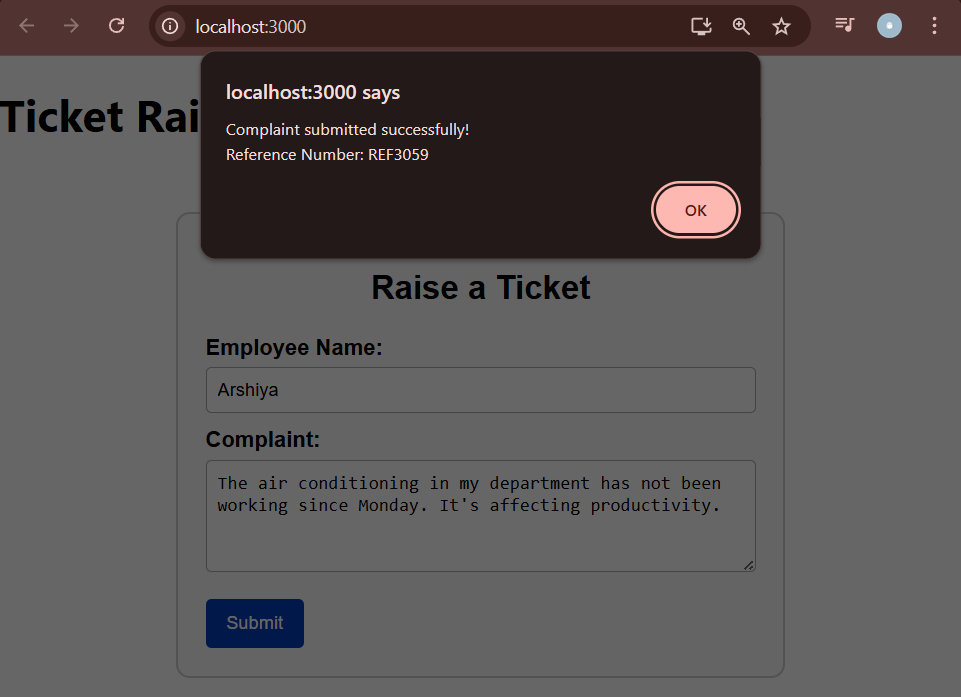 localhost:3000
localhost:3000 says
Complaint submitted successfully!
Reference Number: REF3059
OK
Ticket Rai
Raise a Ticket
Employee Name:
Arshiya
Complaint:
The air conditioning in my department has not been
working since Monday. It's affecting productivity.
Submit